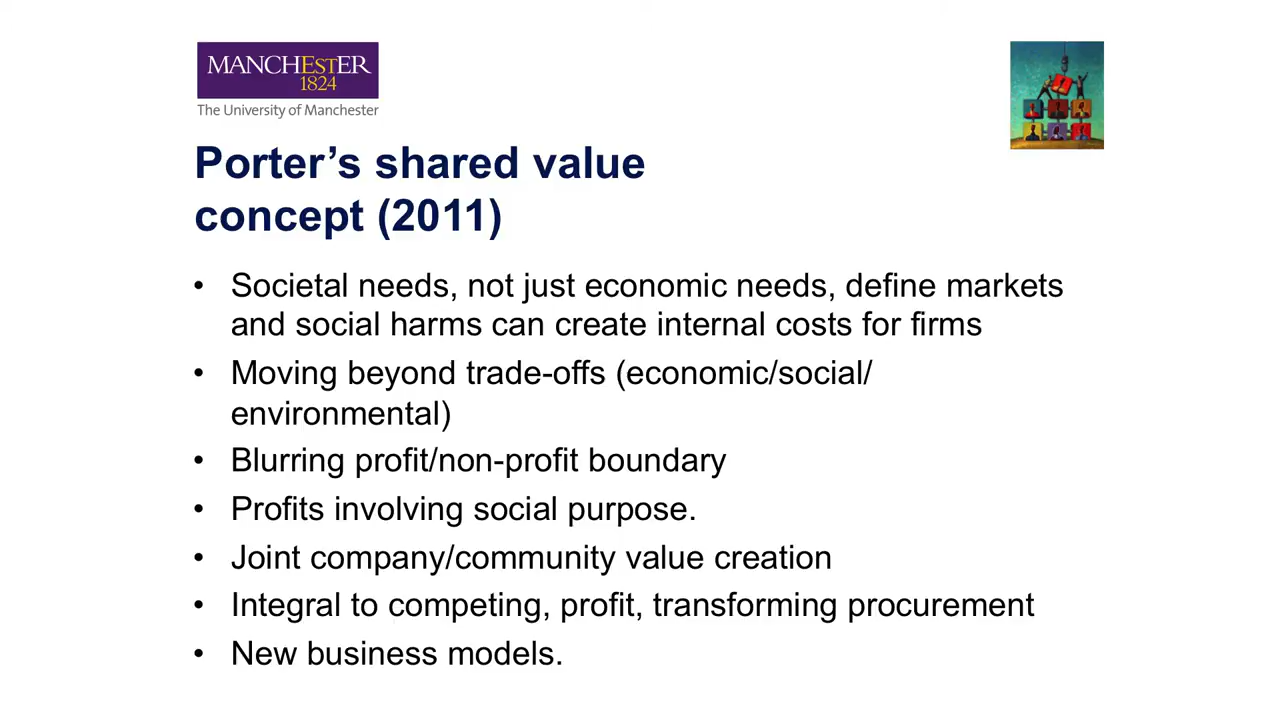 MANCHESTER
1824
The University of Manchester
Porter’s shared value
concept (2011)
• Societal needs, not just economic needs, define markets
and social harms can create internal costs for firms
• Moving beyond trade-offs (economic/social/
environmental)
• Blurring profit/non-profit boundary
• Profits involving social purpose.
• Joint company/community value creation
• Integral to competing, profit, transforming procurement
• New business models.